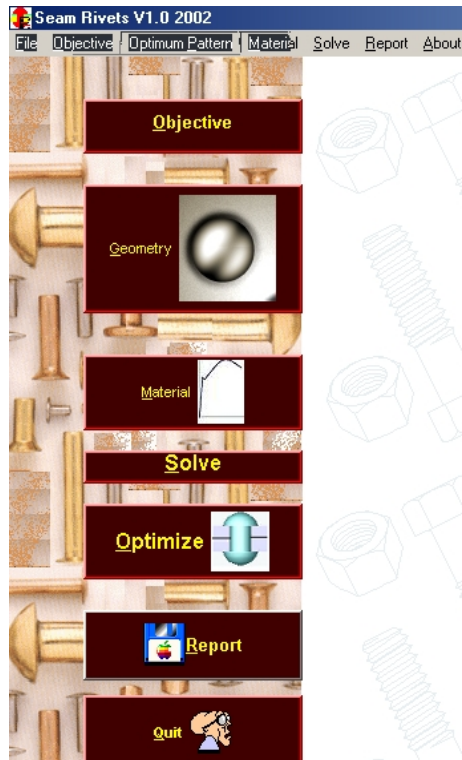 Seam Rivets V1.0 2002
File Objective Optimum Pattern Material Solve Report About
Objective
Geometry
Material
Solve
Optimize
Report
Quit